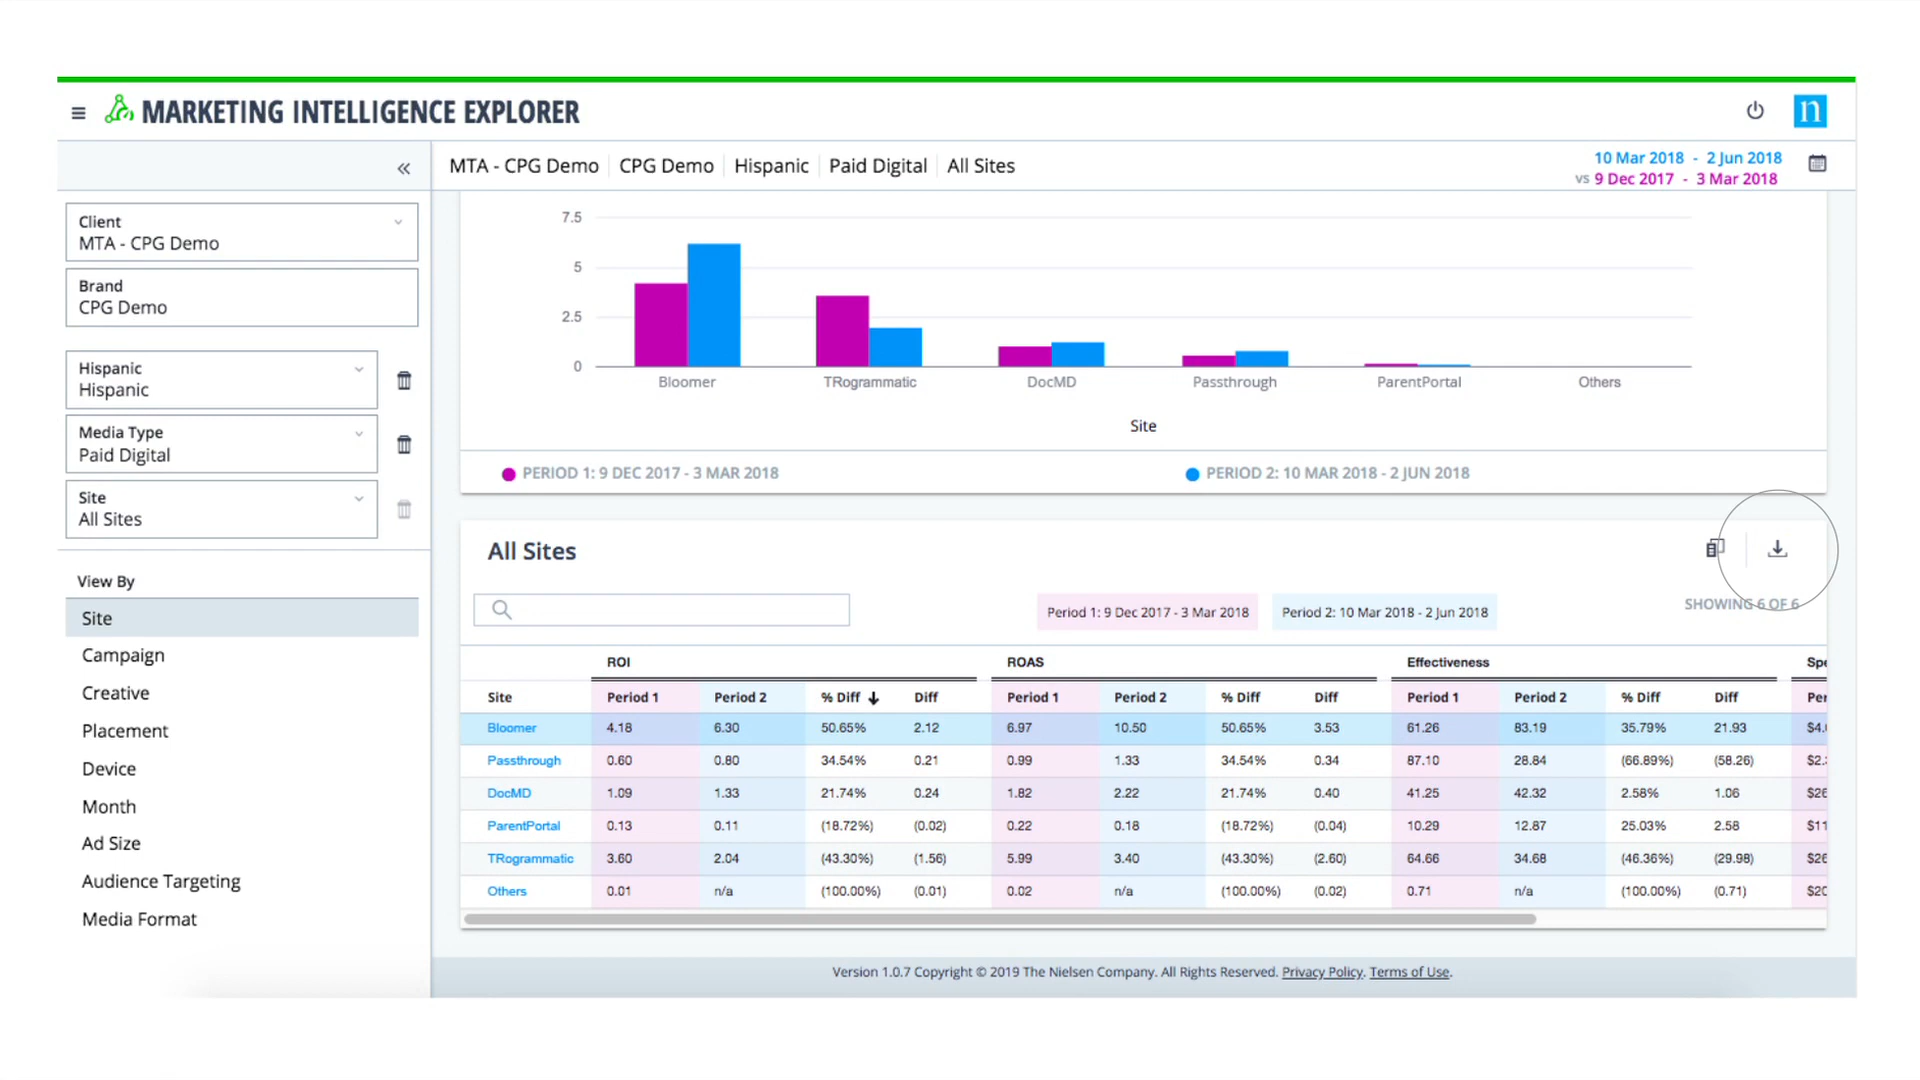 MARKETING INTELLIGENCE EXPLORER
n
MTA - CPG Demo CPG Demo Hispanic Paid Digital All Sites
10 Mar 2018 - 2 Jun 2018
vs 9 Dec 2017 - 3 Mar 2018
Client
MTA - CPG Demo
Brand
CPG Demo
Hispanic
Hispanic
Media Type
Paid Digital
Site
All Sites
View By
Site
Campaign
Creative
Placement
Device
Month
Ad Size
Audience Targeting
Media Format
7.5
5
2.5
0
Bloomer TRogrammatic DocMD Passthrough ParentPortal Others
Site
PERIOD 1: 9 DEC 2017 - 3 MAR 2018 PERIOD 2: 10 MAR 2018 - 2 JUN 2018
All Sites
Period 1: 9 Dec 2017 - 3 Mar 2018 Period 2: 10 Mar 2018 - 2 Jun 2018 SHOWING 6 OF 6
ROI ROAS Effectiveness
Site Period 1 Period 2 % Diff Diff Period 1 Period 2 % Diff Diff Period 1 Period 2 % Diff Diff
Bloomer 4.18 6.30 50.65% 2.12 6.97 10.50 50.65% 3.53 61.26 83.19 35.79% 21.93
Passthrough 0.60 0.80 34.54% 0.21 0.99 1.33 34.54% 0.34 87.10 28.84 (66.89%) (58.26)
DocMD 1.09 1.33 21.74% 0.24 1.82 2.22 21.74% 0.40 41.25 42.32 2.58% 1.06
ParentPortal 0.13 0.11 (18.72%) (0.02) 0.22 0.18 (18.72%) (0.04) 10.29 12.87 25.03% 2.58
TRogrammatic 3.60 2.04 (43.30%) (1.56) 5.99 3.40 (43.30%) (2.60) 64.66 34.68 (46.36%) (29.98)
Others 0.01 n/a (100.00%) (0.01) 0.02 n/a (100.00%) (0.02) 0.71 n/a (100.00%) (0.71)
Version 1.0.7 Copyright © 2019 The Nielsen Company. All Rights Reserved. Privacy Policy. Terms of Use.